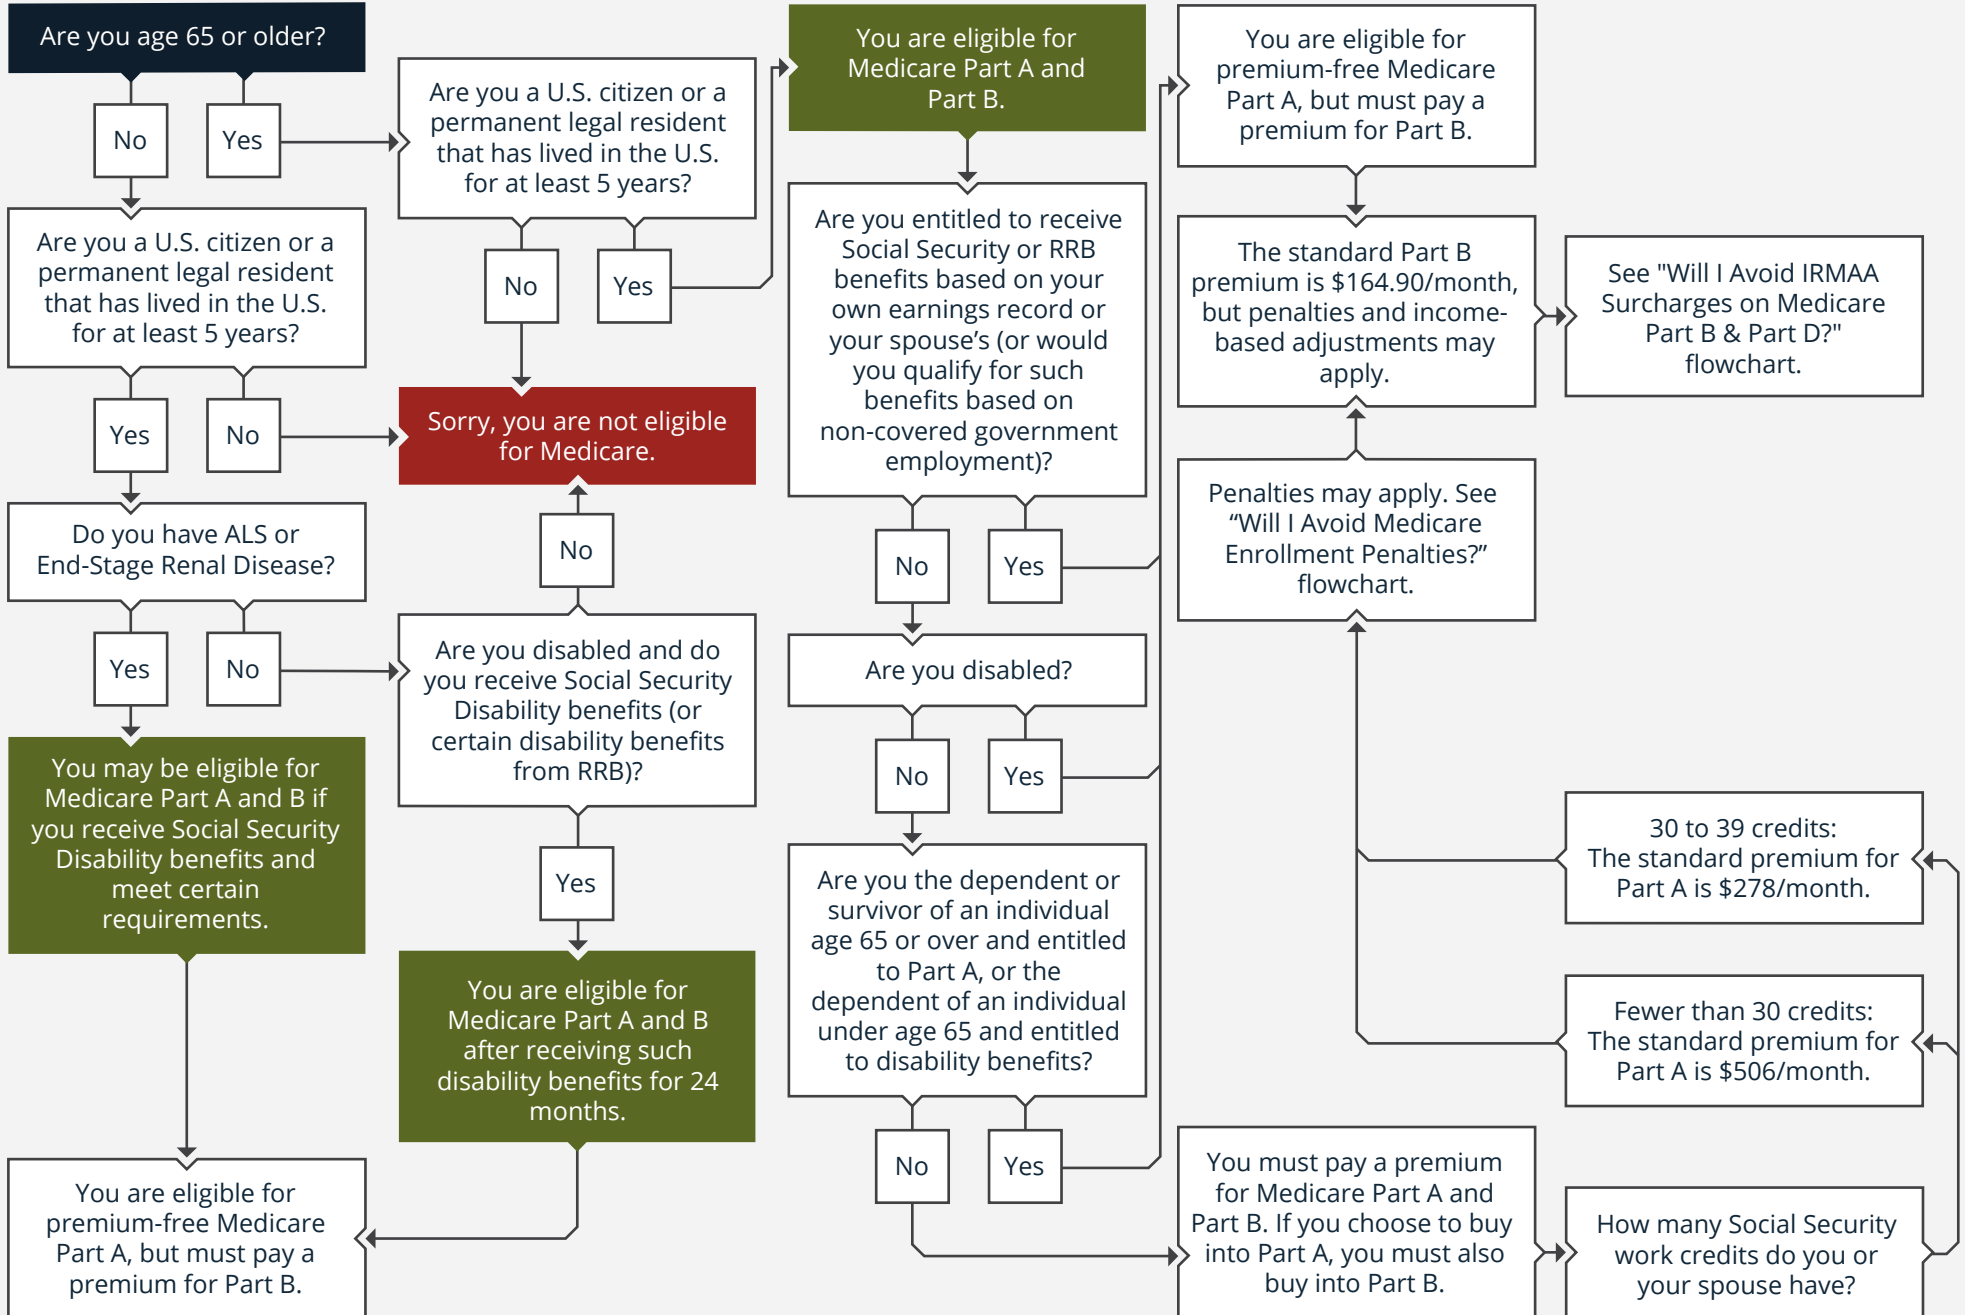 Are you age 65 or older?
No
Yes
Are you a U.S. citizen or a
permanent legal resident
that has lived in the U.S.
for at least 5 years?
Yes
No
Do you have ALS or
End-Stage Renal Disease?
Yes
No
You may be eligible for
Medicare Part A and B if
you receive Social Security
Disability benefits and
meet certain
requirements.
You are eligible for
premium-free Medicare
Part A, but must pay a
premium for Part B.
Are you a U.S. citizen or a
permanent legal resident
that has lived in the U.S.
for at least 5 years?
No
Yes
Sorry, you are not eligible
for Medicare.
No
Are you disabled and do
you receive Social Security
Disability benefits (or
certain disability benefits
from RRB)?
Yes
You are eligible for
Medicare Part A and B
after receiving such
disability benefits for 24
months.
You are eligible for
Medicare Part A and
Part B.
Are you entitled to receive
Social Security or RRB
benefits based on your
own earnings record or
your spouse’s (or would
you qualify for such
benefits based on
non-covered government
employment)?
No
Yes
Are you disabled?
No
Yes
Are you the dependent or
survivor of an individual
age 65 or over and entitled
to Part A, or the
dependent of an individual
under age 65 and entitled
to disability benefits?
No
Yes
You are eligible for
premium-free Medicare
Part A, but must pay a
premium for Part B.
The standard Part B
premium is $164.90/month,
but penalties and income-
based adjustments may
apply.
See "Will I Avoid IRMAA
Surcharges on Medicare
Part B & Part D?"
flowchart.
Penalties may apply. See
“Will I Avoid Medicare
Enrollment Penalties?”
flowchart.
30 to 39 credits:
The standard premium for
Part A is $278/month.
Fewer than 30 credits:
The standard premium for
Part A is $506/month.
You must pay a premium
for Medicare Part A and
Part B. If you choose to buy
into Part A, you must also
buy into Part B.
How many Social Security
work credits do you or
your spouse have?